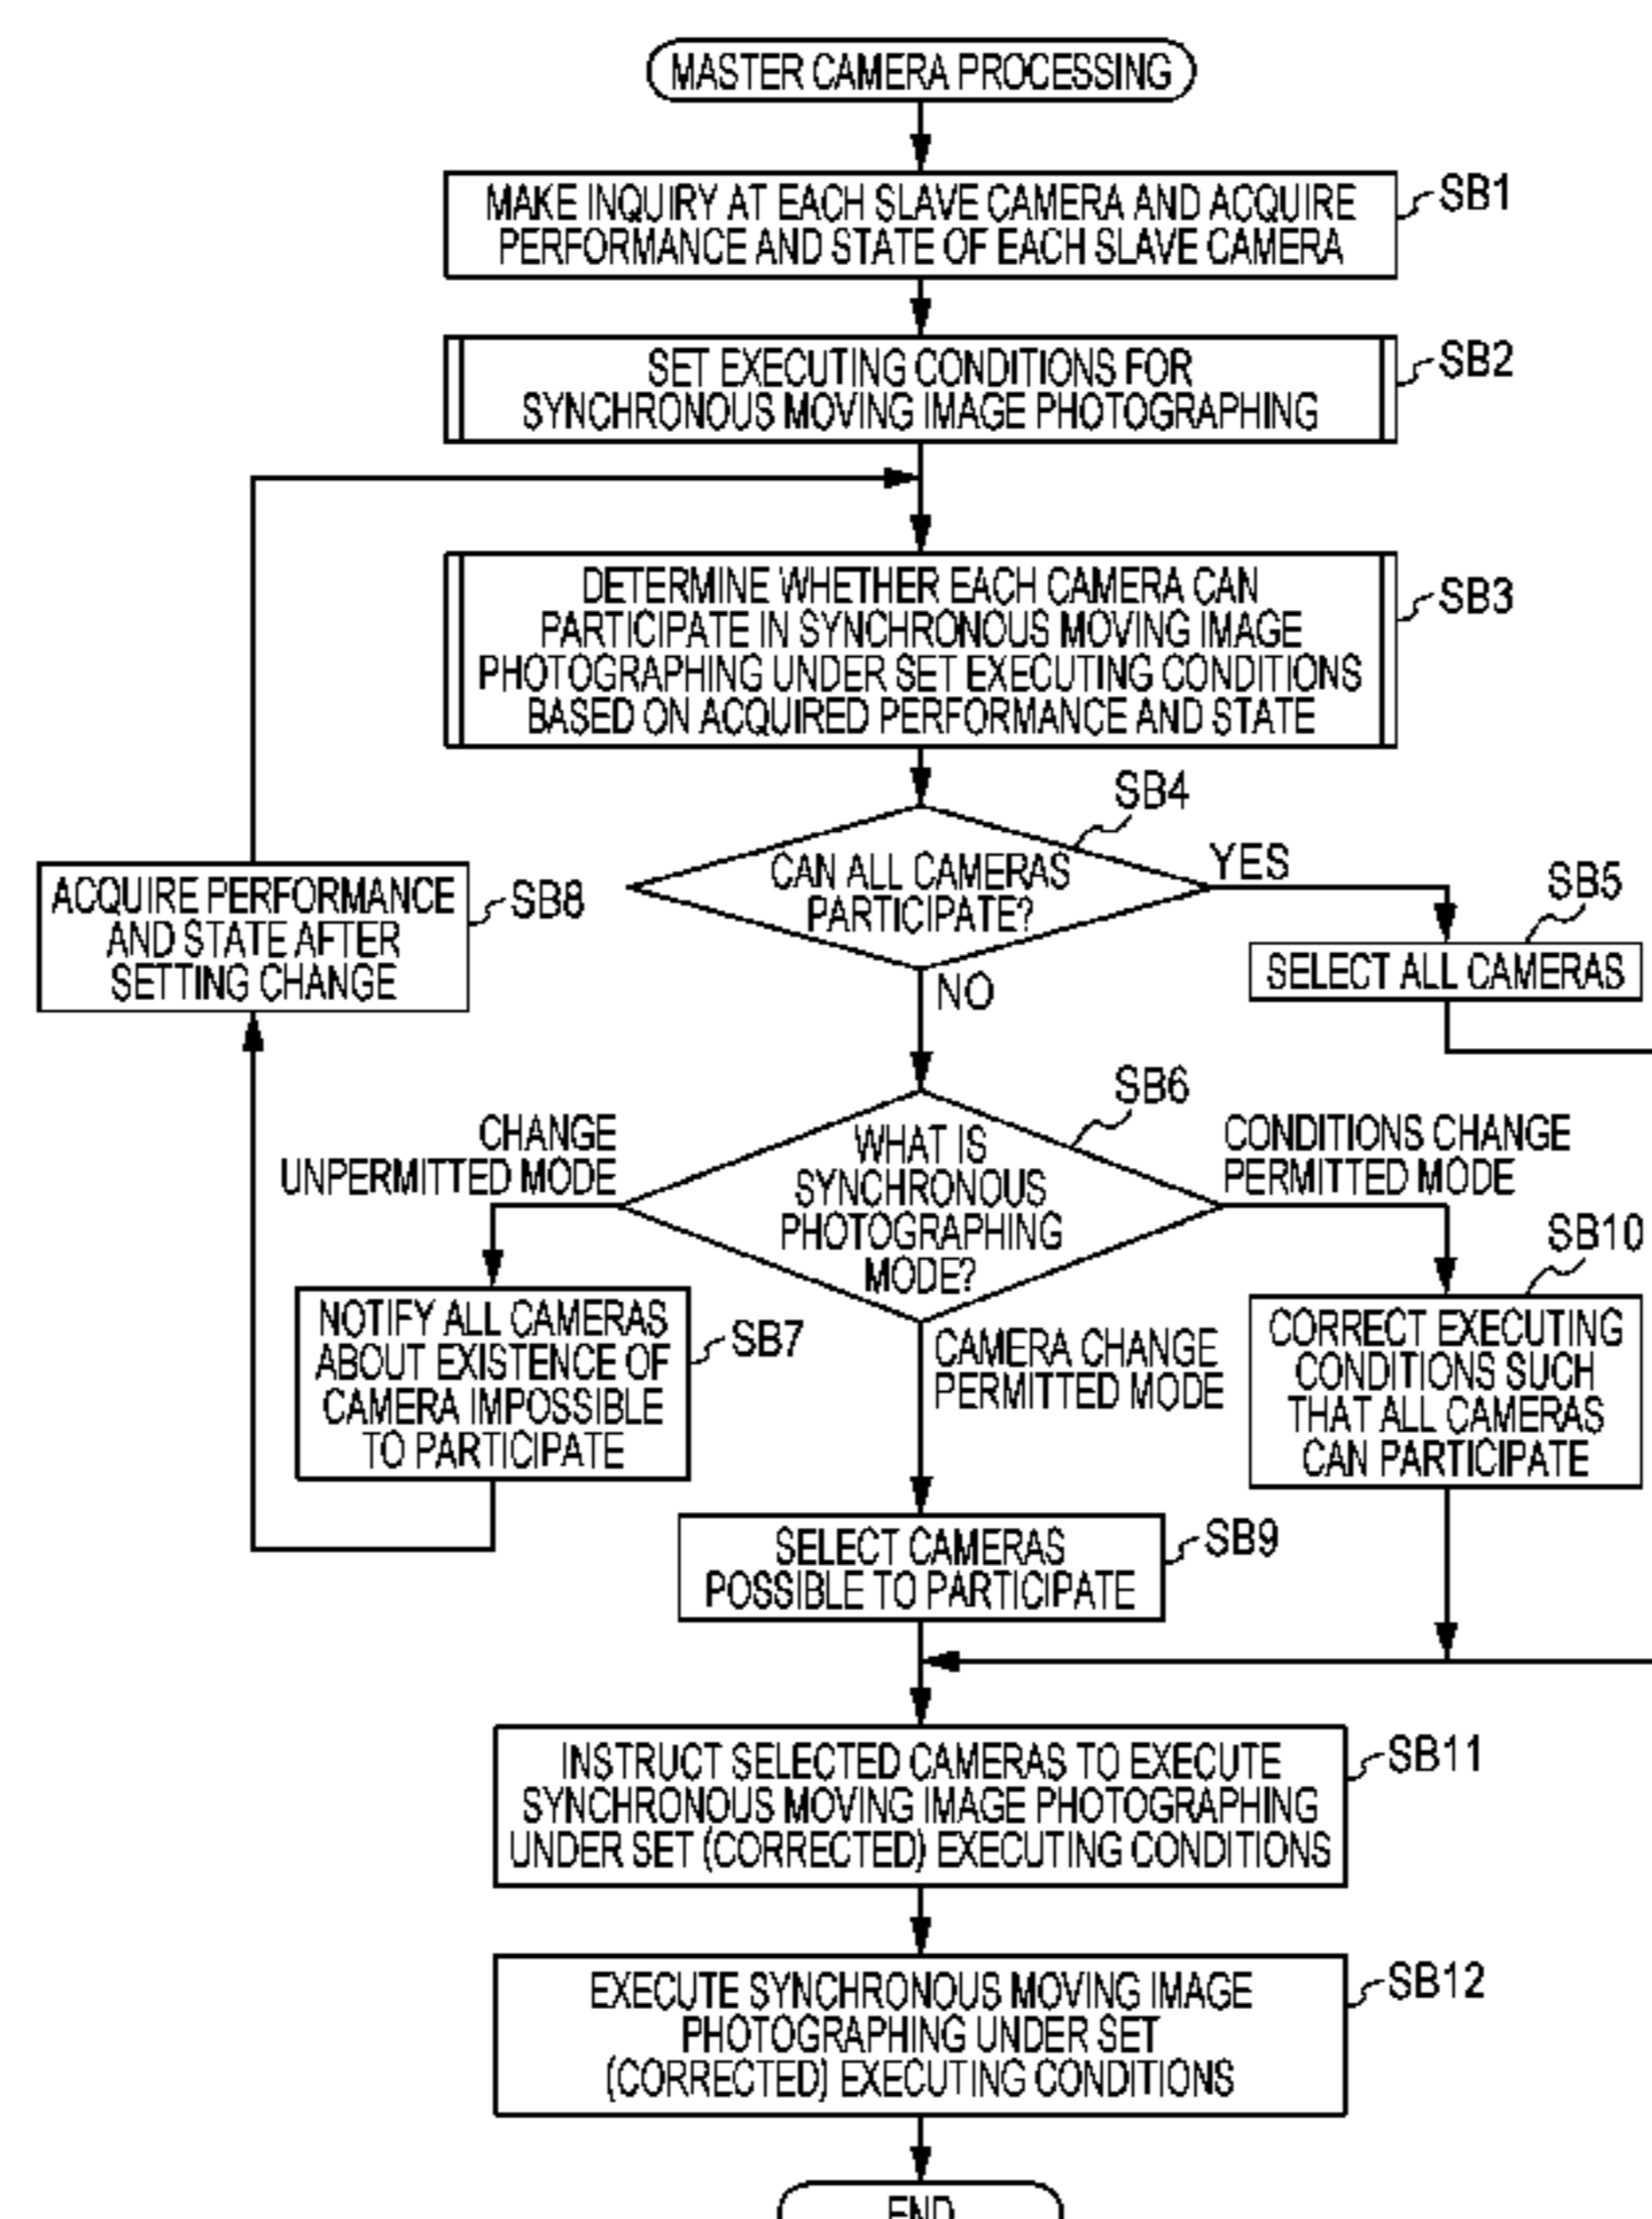 MASTER CAMERA PROCESSING
MAKE INQUIRY AT EACH SLAVE CAMERA AND ACQUIRE
PERFORMANCE AND STATE OF EACH SLAVE CAMERA
SB1
SET EXECUTING CONDITIONS FOR
SYNCHRONOUS MOVING IMAGE PHOTOGRAPHING
SB2
DETERMINE WHETHER EACH CAMERA CAN
PARTICIPATE IN SYNCHRONOUS MOVING IMAGE
PHOTOGRAPHING UNDER SET EXECUTING CONDITIONS
BASED ON ACQUIRED PERFORMANCE AND STATE
SB3
SB4
CAN ALL CAMERAS
PARTICIPATE?
YES
NO
SB5
SELECT ALL CAMERAS
ACQUIRE PERFORMANCE
AND STATE AFTER
SETTING CHANGE
SB8
SB6
WHAT IS
SYNCHRONOUS
PHOTOGRAPHING
MODE?
CHANGE
UNPERMITTED MODE
CONDITIONS CHANGE
PERMITTED MODE
NOTIFY ALL CAMERAS
ABOUT EXISTENCE OF
CAMERA IMPOSSIBLE
TO PARTICIPATE
SB7
CAMERA CHANGE
PERMITTED MODE
SB10
CORRECT EXECUTING
CONDITIONS SUCH
THAT ALL CAMERAS
CAN PARTICIPATE
SELECT CAMERAS
POSSIBLE TO PARTICIPATE
SB9
INSTRUCT SELECTED CAMERAS TO EXECUTE
SYNCHRONOUS MOVING IMAGE PHOTOGRAPHING
UNDER SET (CORRECTED) EXECUTING CONDITIONS
SB11
EXECUTE SYNCHRONOUS MOVING IMAGE
PHOTOGRAPHING UNDER SET
(CORRECTED) EXECUTING CONDITIONS
SB12
END